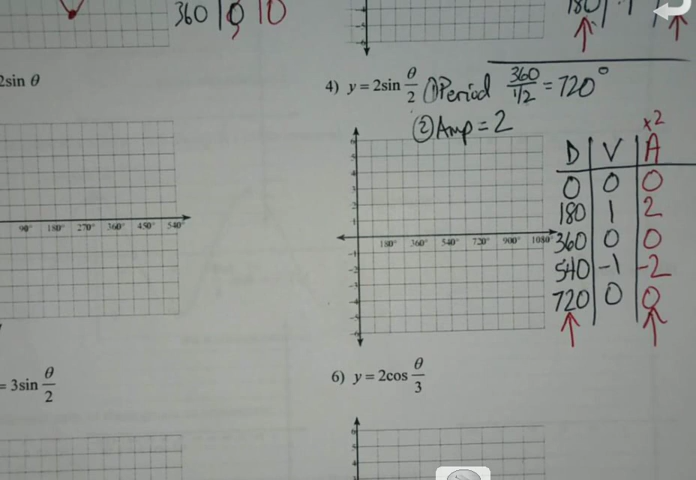 360 | 0 | 10
180
2sin θ
4) y = 2sin θ/2 ① Period 360/1/2 = 720°
② Amp = 2
x2
D | V | A
0 | 0 | 0
180 | 1 | 2
360 | 0 | 0
540 | -1 | -2
720 | 0 | 0
90° 180° 270° 360° 450° 540°
180° 360° 540° 720° 900° 1080°
= 3sin θ/2
6) y = 2cos θ/3